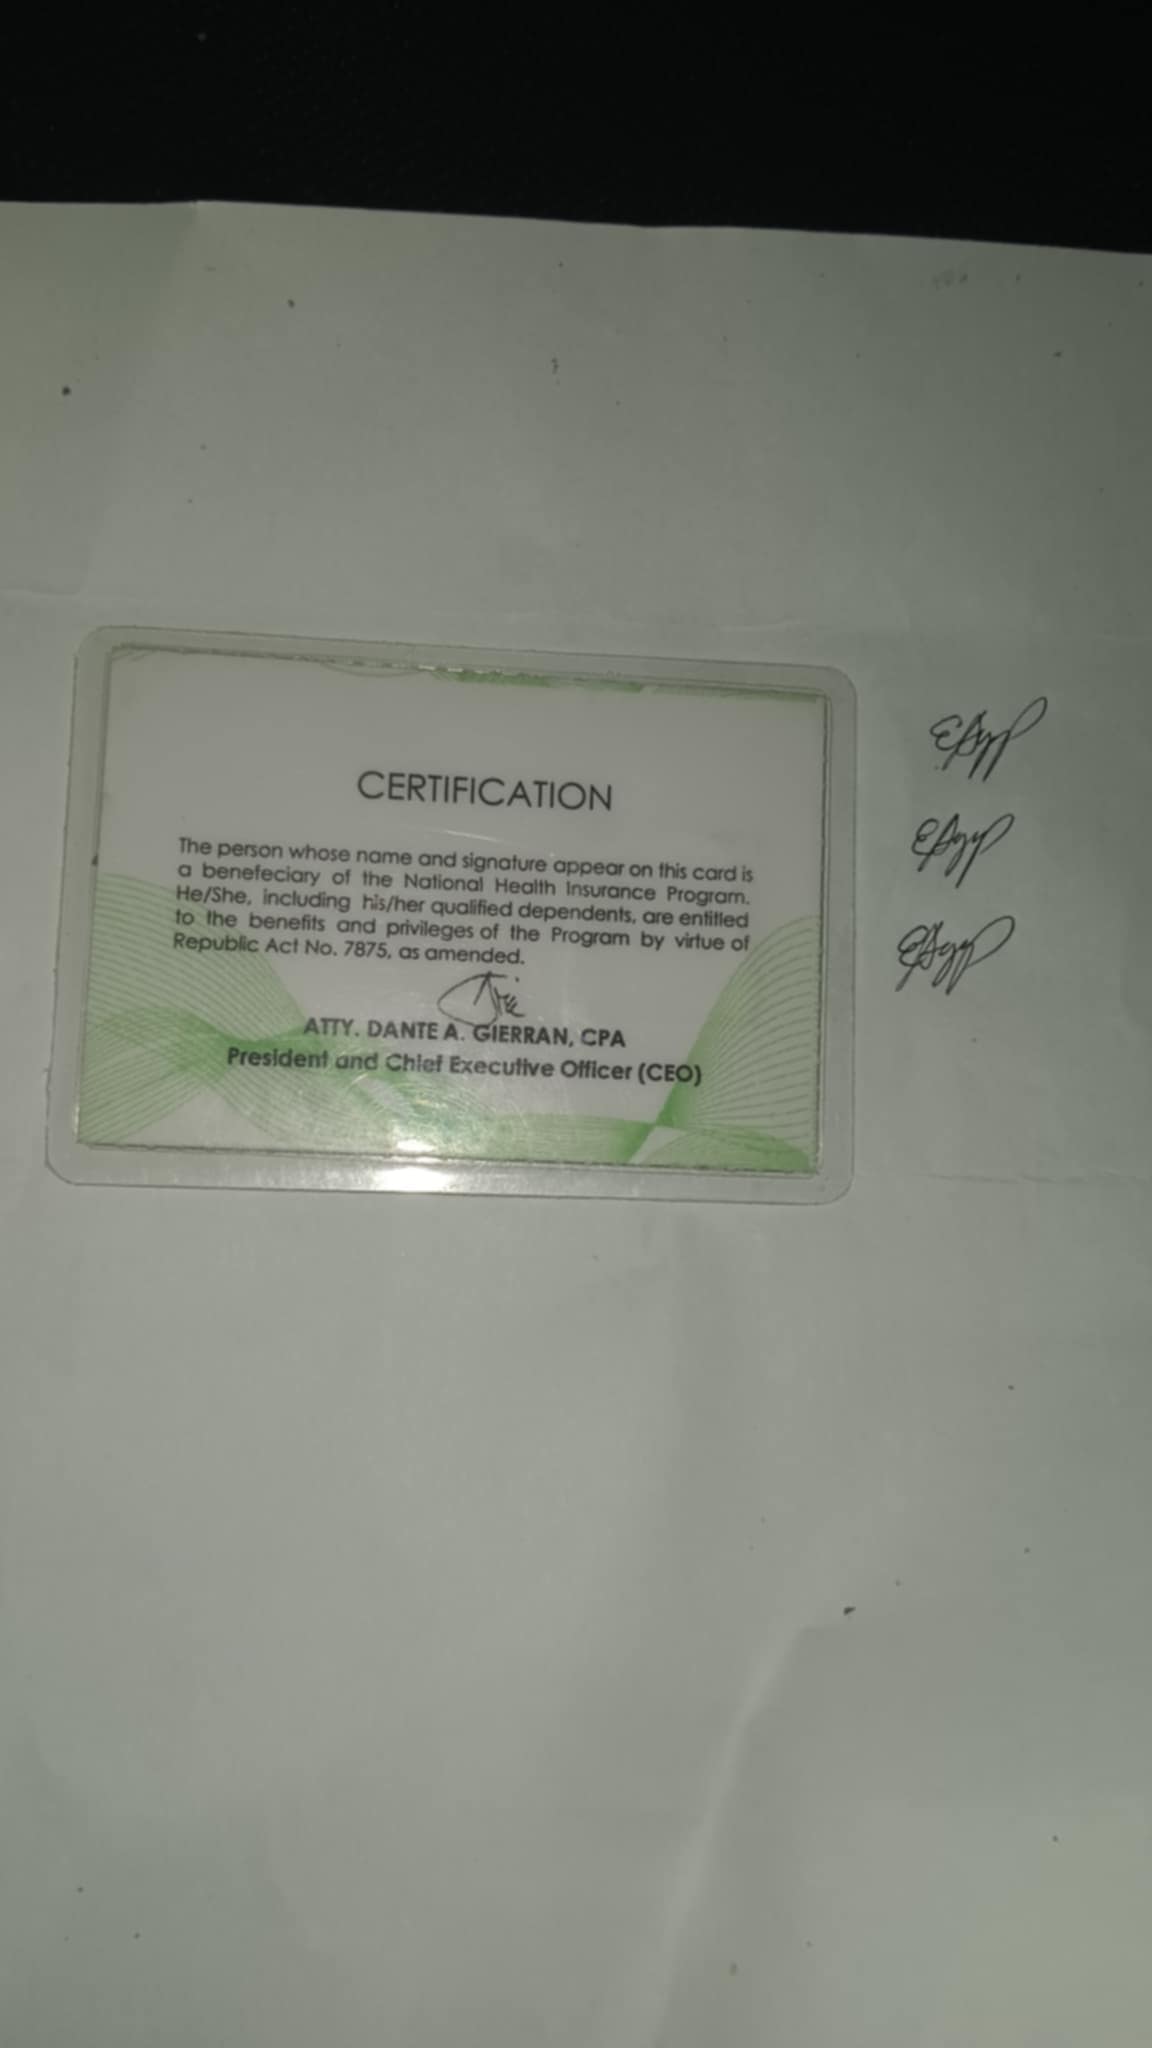 CERTIFICATION
The person whose name and signature appear on this card is
a benefeciary of the National Health Insurance Program.
He/She, including his/her qualified dependents, are entitled
to the benefits and privileges of the Program by virtue of
Republic Act No. 7875, as amended.
ATTY. DANTE A. GIERRAN, CPA
President and Chief Executive Officer (CEO)